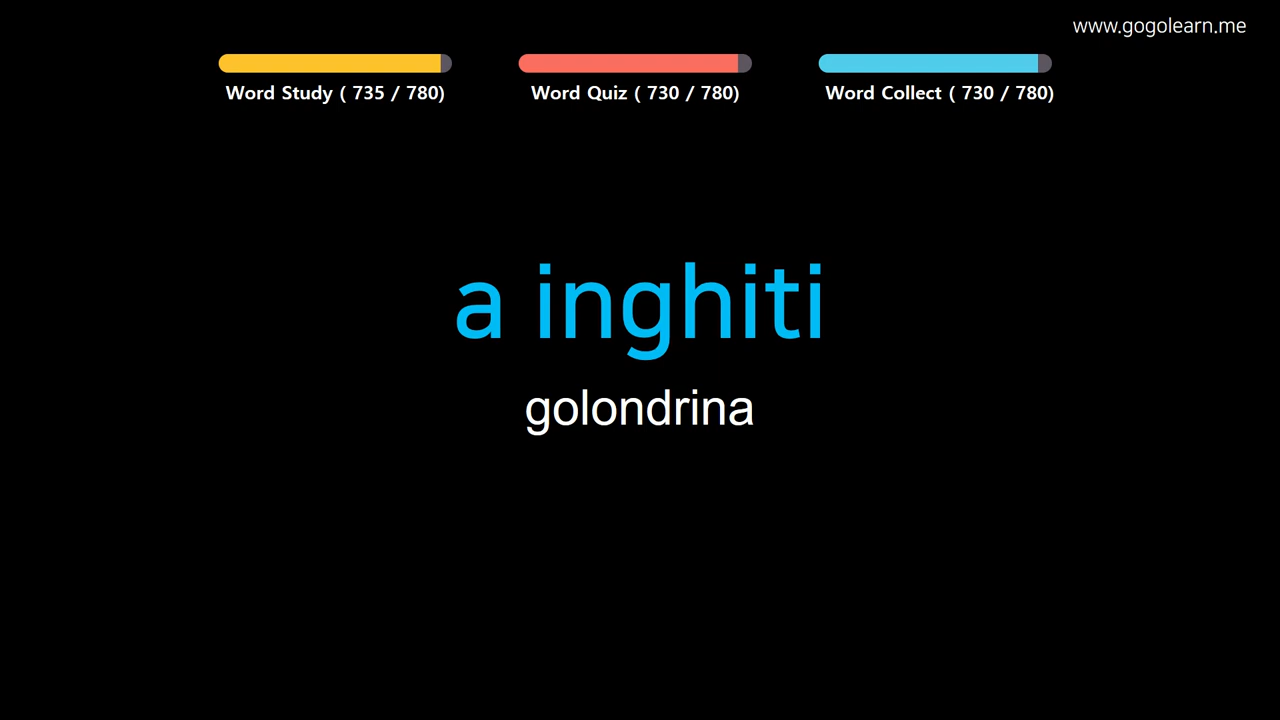 www.gogolearn.me
Word Study ( 735 / 780)
Word Quiz ( 730 / 780)
Word Collect ( 730 / 780)
a inghiti
golondrina